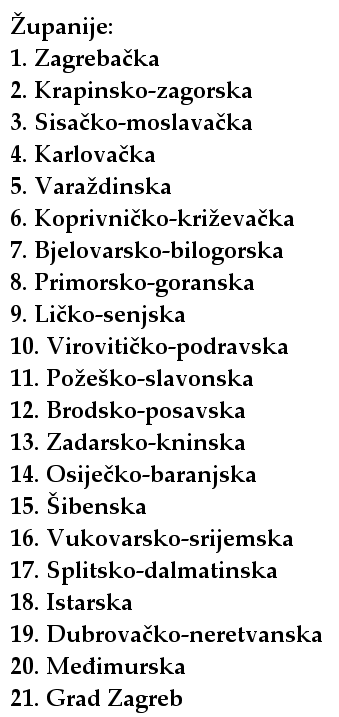 Županije:
1. Zagrebačka
2. Krapinsko-zagorska
3. Sisačko-moslavačka
4. Karlovačka
5. Varaždinska
6. Koprivničko-križevačka
7. Bjelovarsko-bilogorska
8. Primorsko-goranska
9. Ličko-senjska
10. Virovitičko-podravska
11. Požeško-slavonska
12. Brodsko-posavska
13. Zadarsko-kninska
14. Osiječko-baranjska
15. Šibenska
16. Vukovarsko-srijemska
17. Splitsko-dalmatinska
18. Istarska
19. Dubrovačko-neretvanska
20. Međimurska
21. Grad Zagreb